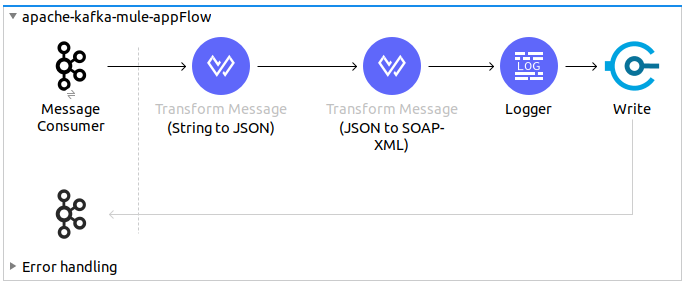 apache-kafka-mule-appFlow
LOG
Message
Consumer
Transform Message
(String to JSON)
Transform Message
(JSON to SOAP-
XML)
Logger
Write
Error handling